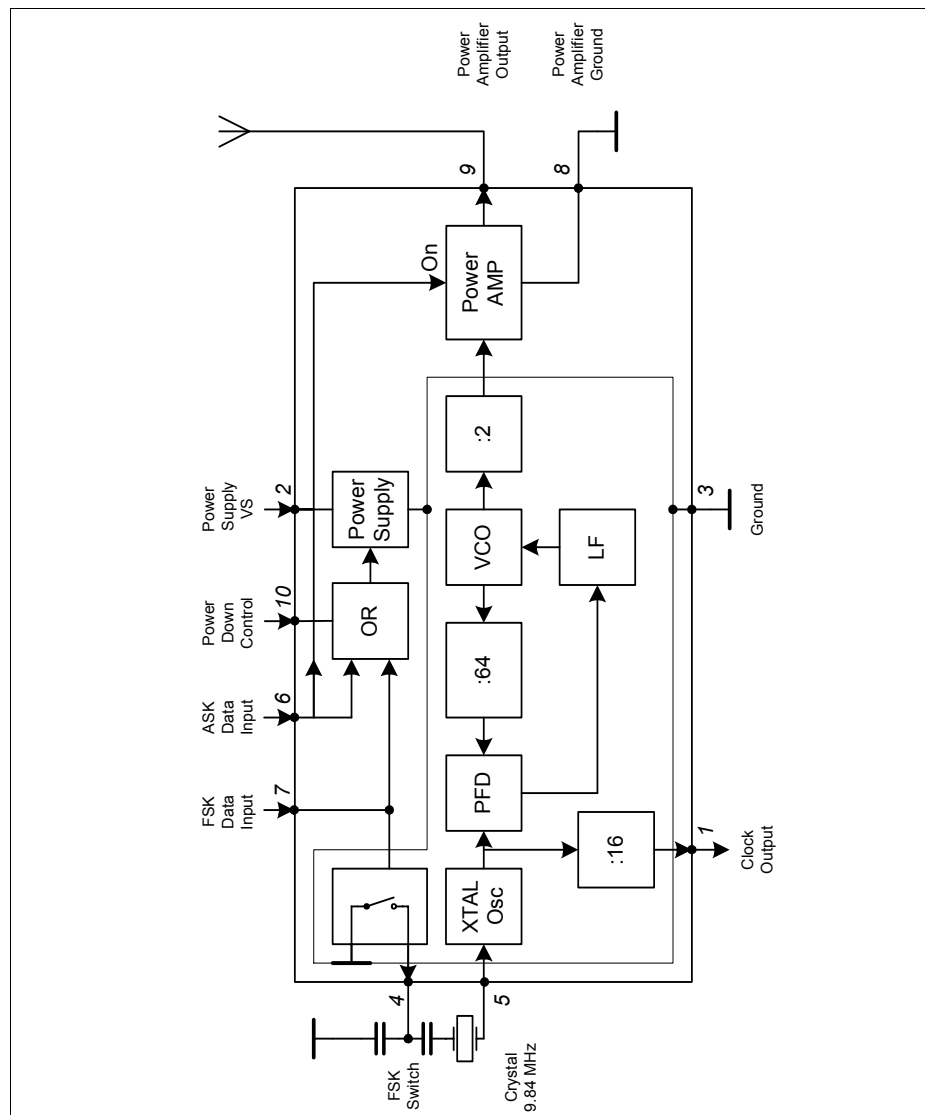 Power
Amplifier
Output
Power
Amplifier
Ground
9
8
On
Power
AMP
Power
Supply
VS
2
Power
Down
Control
10
ASK
Data
Input
6
FSK
Data
Input
7
Power
Supply
OR
:2
VCO
:64
PFD
LF
XTAL
Osc
:16
3
Ground
1
Clock
Output
4
5
FSK
Switch
Crystal
9.84 MHz